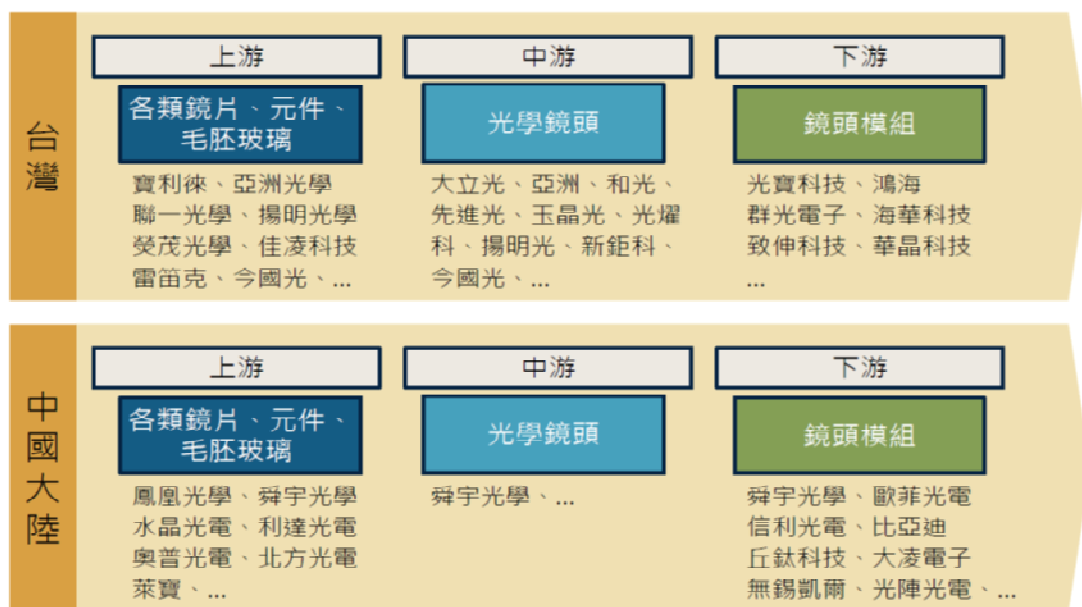 台灣
上游
各類鏡片、元件、
毛胚玻璃
寶利徠、亞洲光學
聯一光學、揚明光學
熒茂光學、佳凌科技
雷笛克、今國光、...
中游
光學鏡頭
大立光、亞洲、和光、
先進光、玉晶光、光耀
科、揚明光、新鉅科、
今國光、...
下游
鏡頭模組
光寶科技、鴻海
群光電子、海華科技
致伸科技、華晶科技
...
中國大陸
上游
各類鏡片、元件、
毛胚玻璃
鳳凰光學、舜宇光學
水晶光電、利達光電
奧普光電、北方光電
萊寶、...
中游
光學鏡頭
舜宇光學、...
下游
鏡頭模組
舜宇光學、歐菲光電
信利光電、比亞迪
丘鈦科技、大凌電子
無錫凱爾、光陣光電、...